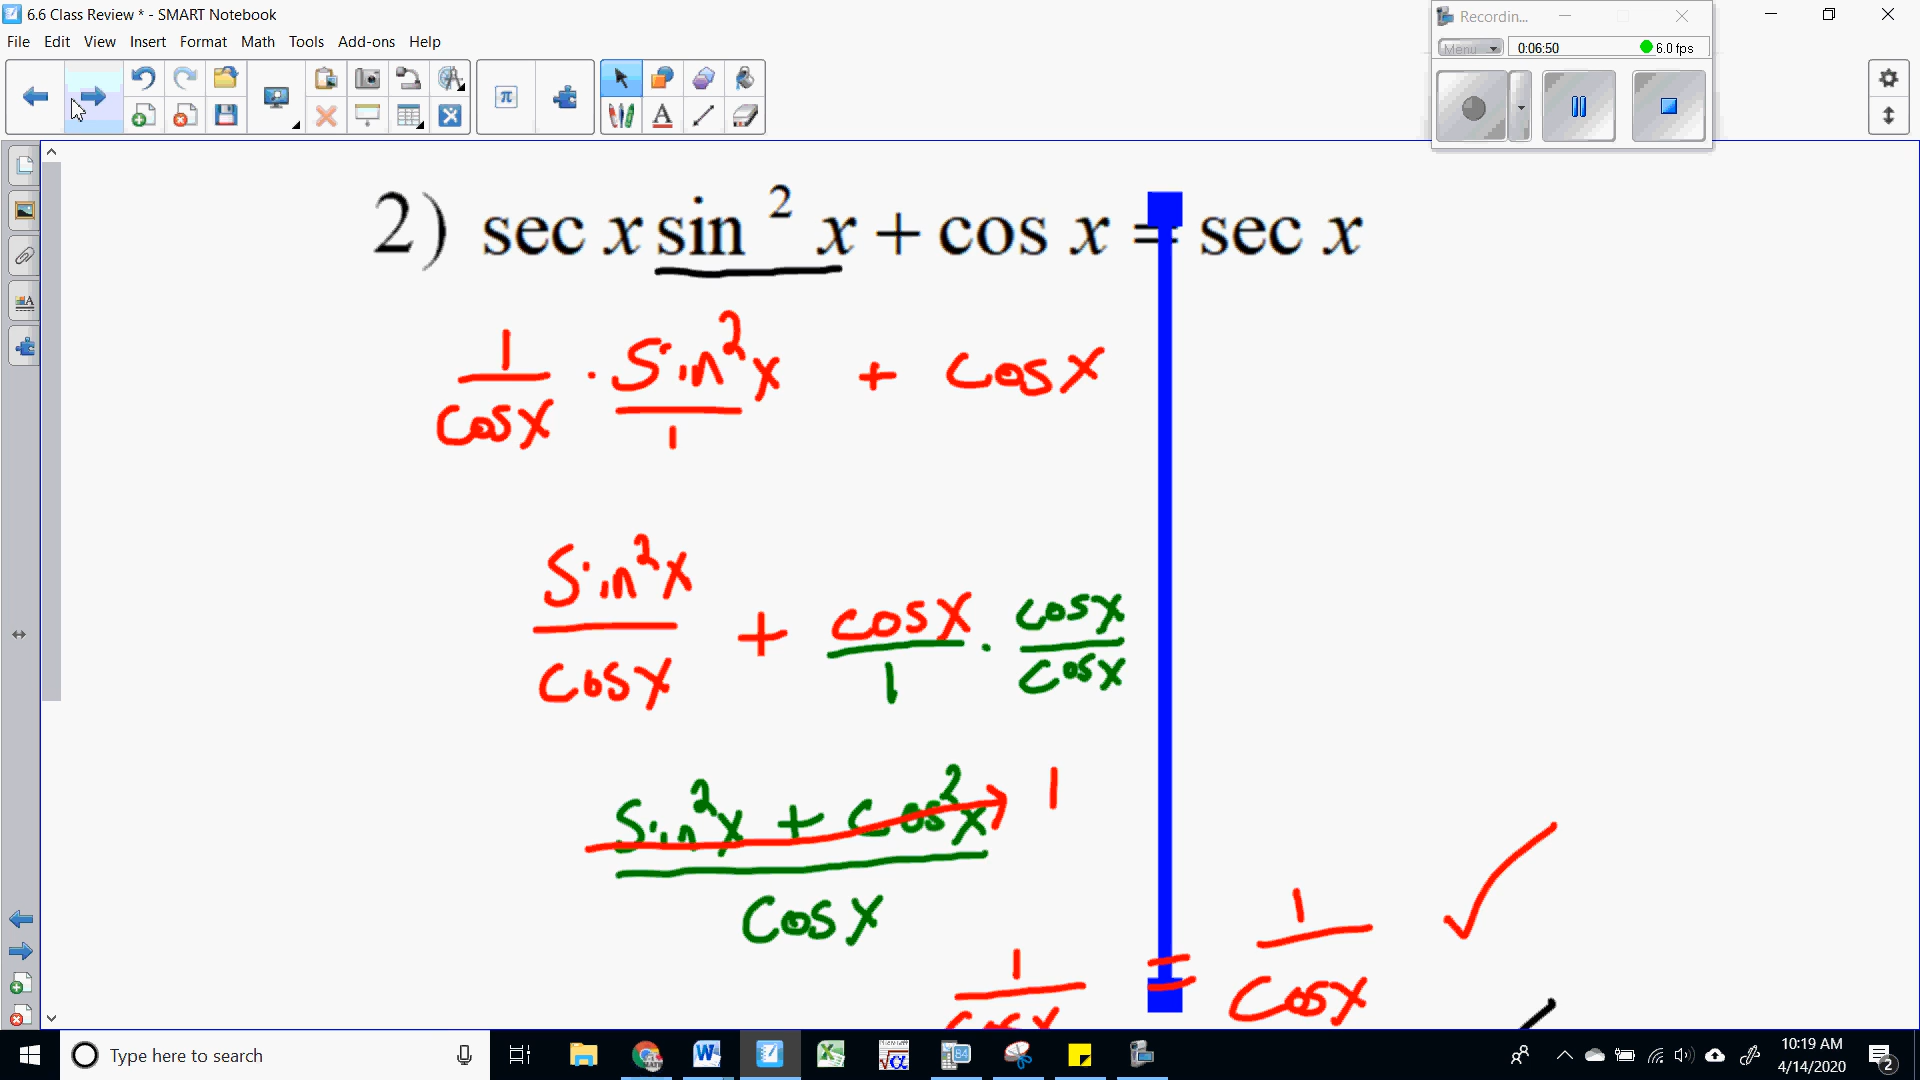 6.6 Class Review * - SMART Notebook
File Edit View Insert Format Math Tools Add-ons Help
Recordin...
Menu 0:06:50 6.0 fps
π
A
2) sec x sin ² x + cos x = sec x
1/cosx · sin²x/1 + cosx
sin²x/cosx + cosx/1 · cosx/cosx
sin²x + cos²x/cosx 1
1/cosx = 1/cosx ✓
Type here to search
10:19 AM
4/14/2020
2